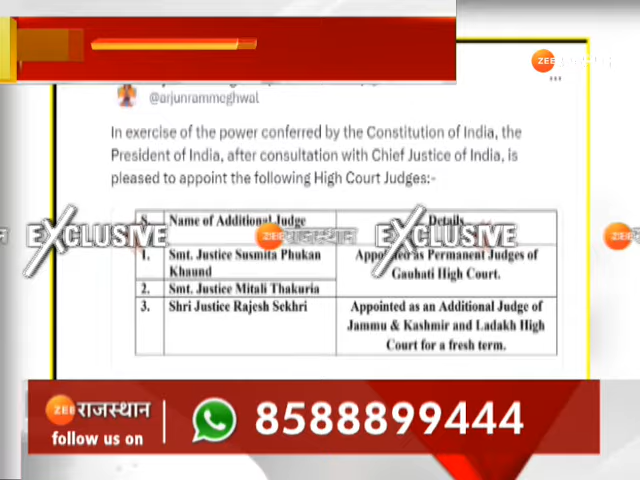 ZEE
@arjunrammeghwal
In exercise of the power conferred by the Constitution of India, the
President of India, after consultation with Chief Justice of India, is
pleased to appoint the following High Court Judges:-
S. Name of Additional Judge Details
EXCLUSIVE ZEE राजस्थान EXCLUSIVE ZEE
1. Smt. Justice Susmita Phukan Khaund
2. Smt. Justice Mitali Thakuria
Appointed as Permanent Judges of
Gauhati High Court.
3. Shri Justice Rajesh Sekhri
Appointed as an Additional Judge of
Jammu & Kashmir and Ladakh High
Court for a fresh term.
ZEE राजस्थान
follow us on
8588899444